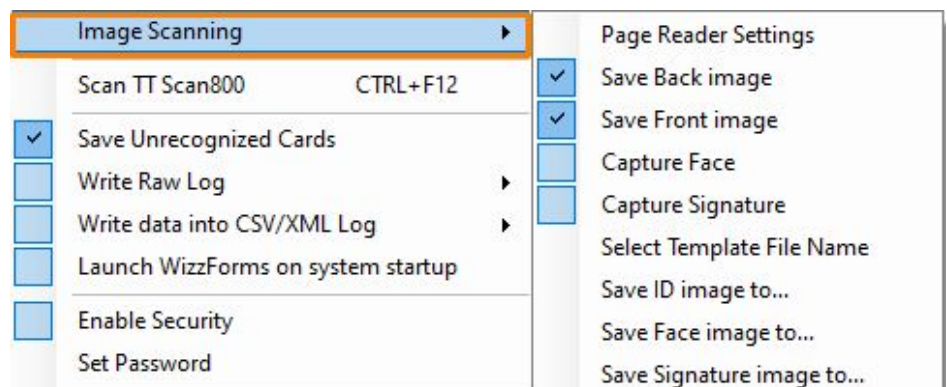 Image Scanning
Scan TT Scan800 CTRL+F12
Save Unrecognized Cards
Write Raw Log
Write data into CSV/XML Log
Launch WizzForms on system startup
Enable Security
Set Password
Page Reader Settings
Save Back image
Save Front image
Capture Face
Capture Signature
Select Template File Name
Save ID image to...
Save Face image to...
Save Signature image to...